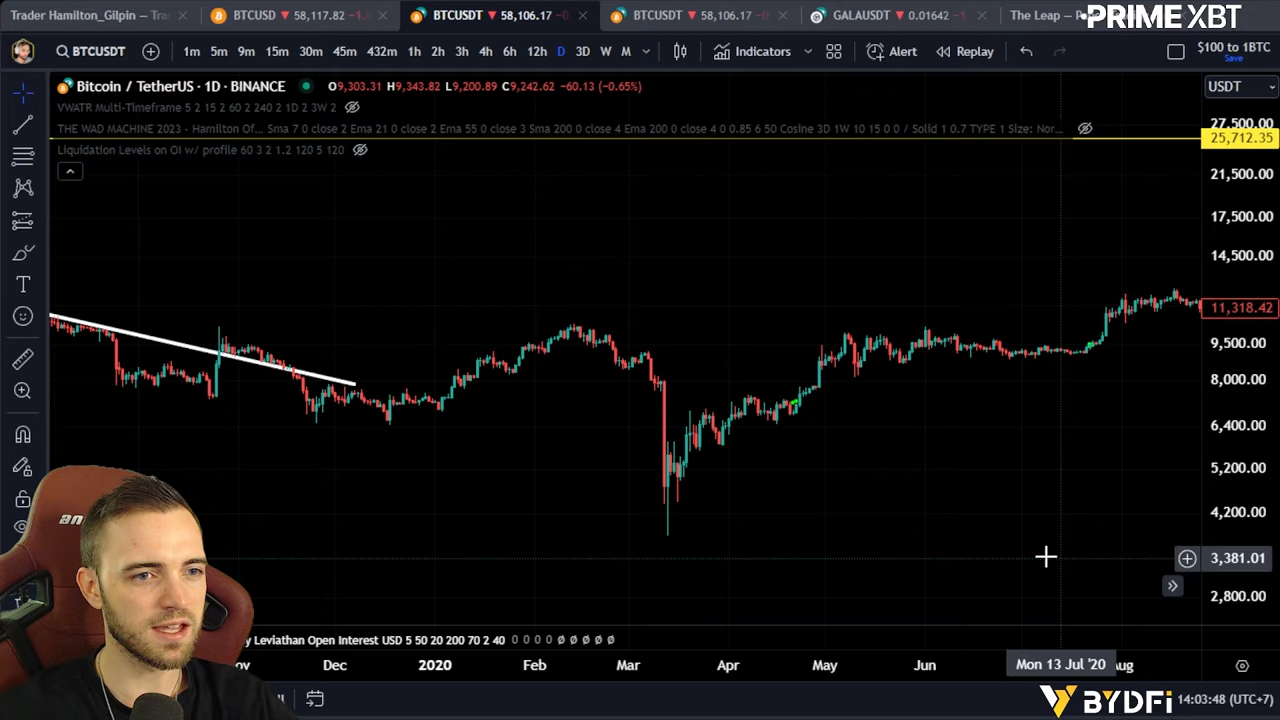 Trader Hamilton_Gilpin — Tra
BTCUSD 58,117.82 −1.
BTCUSDT 58,106.17 −0
BTCUSDT 58,106.17 −0
GALAUSDT 0.01642 −1
The Leap —
PRIME XBT
BTCUSDT
1m 5m 9m 15m 30m 45m 432m 1h 2h 3h 4h 6h 12h D 3D W M
Indicators
Alert
Replay
$100 to 1BTC
Save
Bitcoin / TetherUS · 1D · BINANCE O9,303.31 H9,343.82 L9,200.89 C9,242.62 −60.13 (−0.65%)
USDT
VWATR Multi-Timeframe 5 2 15 2 60 2 240 2 1D 2 3W 2
THE WAD MACHINE 2023 - Hamilton Of... Sma 7 0 close 2 Ema 21 0 close 2 Ema 55 0 close 3 Sma 200 0 close 4 Ema 200 0 close 4 0 0.85 6 50 Cosine 3D 1W 10 15 0 0 / Solid 1 0.7 TYPE 1 Size: Nor...
Liquidation Levels on OI w/ profile 60 3 2 1.2 120 5 120
27,500.00
25,712.35
21,500.00
17,500.00
14,500.00
11,318.42
9,500.00
8,000.00
6,400.00
5,200.00
4,200.00
3,381.01
2,800.00
y Leviathan Open Interest USD 5 50 20 200 70 2 40 0 0 0 0 ø ø ø ø ø
ov Dec 2020 Feb Mar Apr May Jun Mon 13 Jul '20 Aug
BYDFi
14:03:48 (UTC+7)